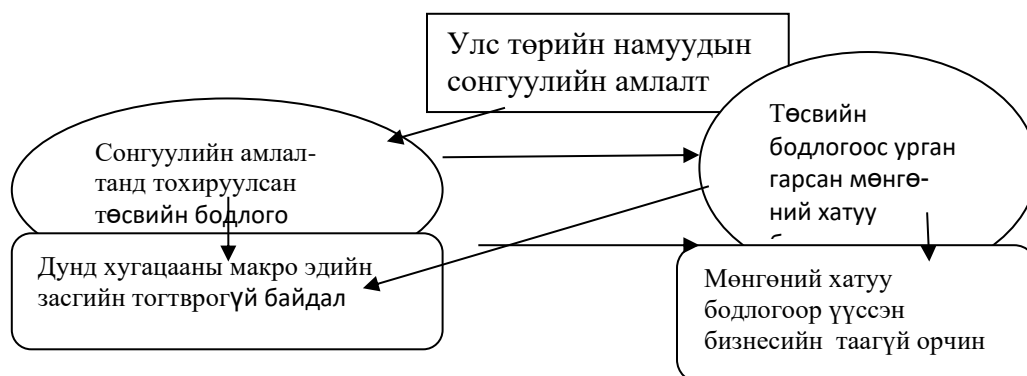 Улс төрийн намуудын
сонгуулийн амлалт
Сонгуулийн амлал-
танд тохируулсан
төсвийн бодлого
Төсвийн
бодлогоос урган
гарсан мөнгө-
ний хатуу
Дунд хугацааны макро эдийн
засгийн тогтврогүй байдал
Мөнгөний хатуу
бодлогоор үүссэн
бизнесийн таагүй орчин